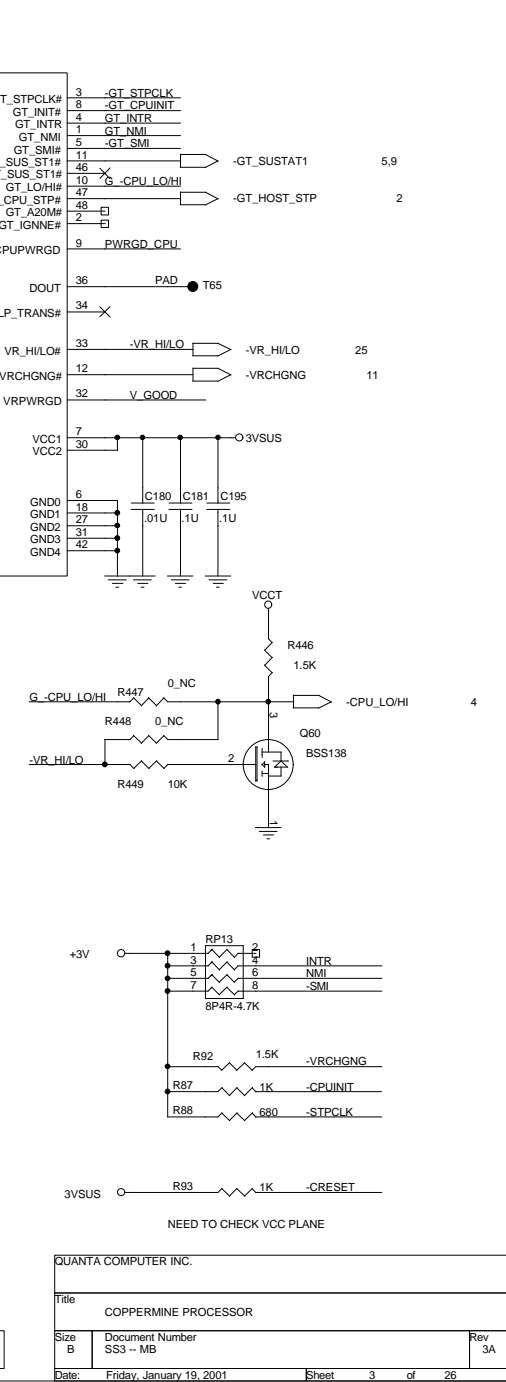 T_STPCLK# 3 -GT_STPCLK
GT_INIT# 8 -GT_CPUINIT
GT_INTR 4 GT_INTR
GT_NMI 1 GT_NMI
GT_SMI# 5 -GT_SMI
_SUS_ST1# 11 -GT_SUSTAT1 5,9
T_SUS_ST1# 46
GT_LO/HI# 10 G_-CPU_LO/HI
_CPU_STP# 47 -GT_HOST_STP 2
GT_A20M# 48
GT_IGNNE# 2
CPUPWRGD 9 PWRGD_CPU
DOUT 36 PAD T65
LP_TRANS# 34
VR_HI/LO# 33 -VR_HI/LO -VR_HI/LO 25
VRCHGNG# 12 -VRCHGNG 11
VRPWRGD 32 V_GOOD
VCC1 7 3VSUS
VCC2 30
GND0 6
GND1 18
GND2 27
GND3 31
GND4 42
C180 C181 C195
.01U .1U .1U
VCCT
R446
1.5K
G_-CPU_LO/HI R447 0_NC -CPU_LO/HI 4
R448 0_NC
3
Q60
BSS138
-VR_HI/LO 2
R449 10K
1
+3V
RP13
1 2
3 4 INTR
5 6 NMI
7 8 -SMI
8P4R-4.7K
R92 1.5K -VRCHGNG
R87 1K -CPUINIT
R88 680 -STPCLK
3VSUS R93 1K -CRESET
NEED TO CHECK VCC PLANE
QUANTA COMPUTER INC.
Title
COPPERMINE PROCESSOR
Size Document Number Rev
B SS3 -- MB 3A
Date: Friday, January 19, 2001 Sheet 3 of 26